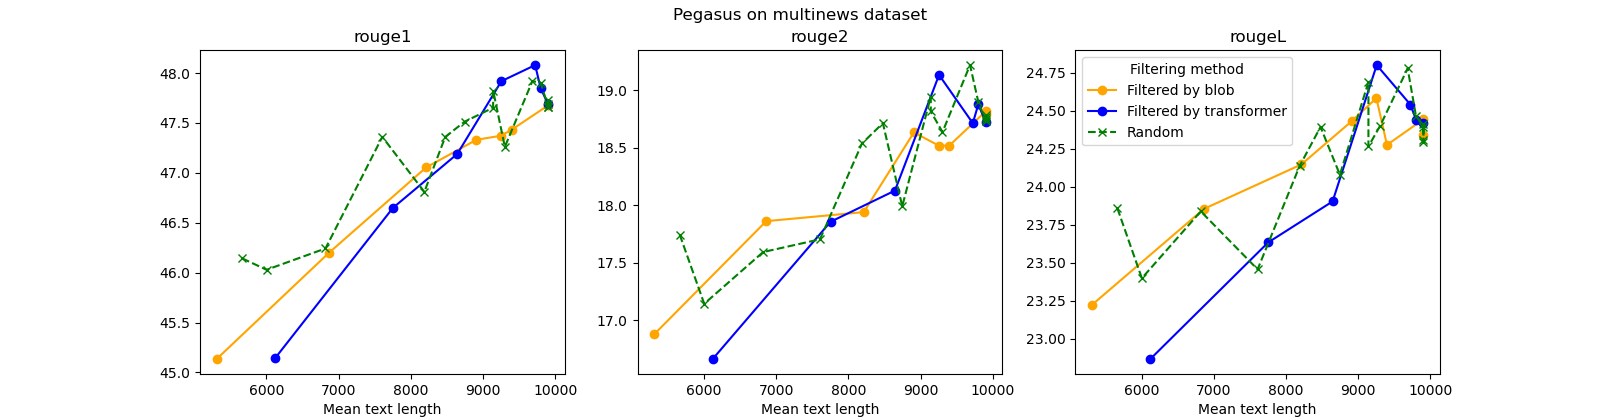 Pegasus on multinews dataset
rouge1
48.0
47.5
47.0
46.5
46.0
45.5
45.0
6000 7000 8000 9000 10000
Mean text length
rouge2
19.0
18.5
18.0
17.5
17.0
6000 7000 8000 9000 10000
Mean text length
rougeL
24.75
24.50
24.25
24.00
23.75
23.50
23.25
23.00
Filtering method
Filtered by blob
Filtered by transformer
Random
6000 7000 8000 9000 10000
Mean text length